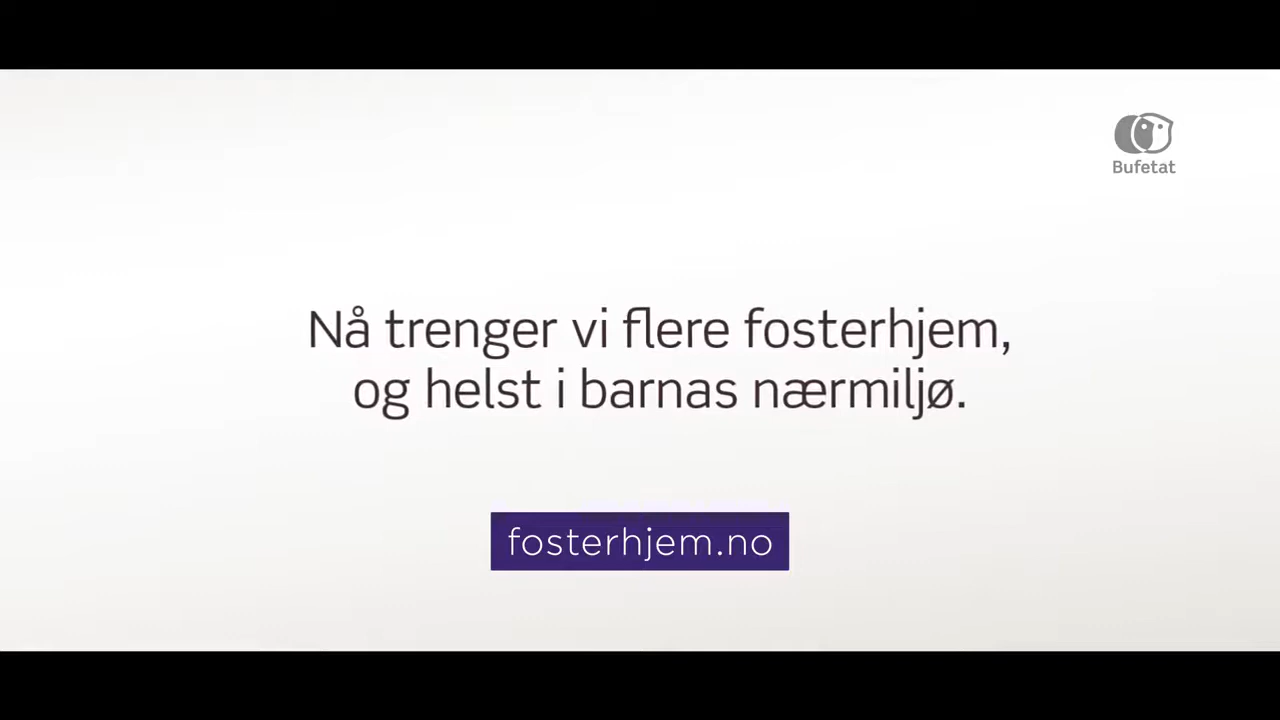 Bufetat
Nå trenger vi flere fosterhjem,
og helst i barnas nærmiljø.
fosterhjem.no